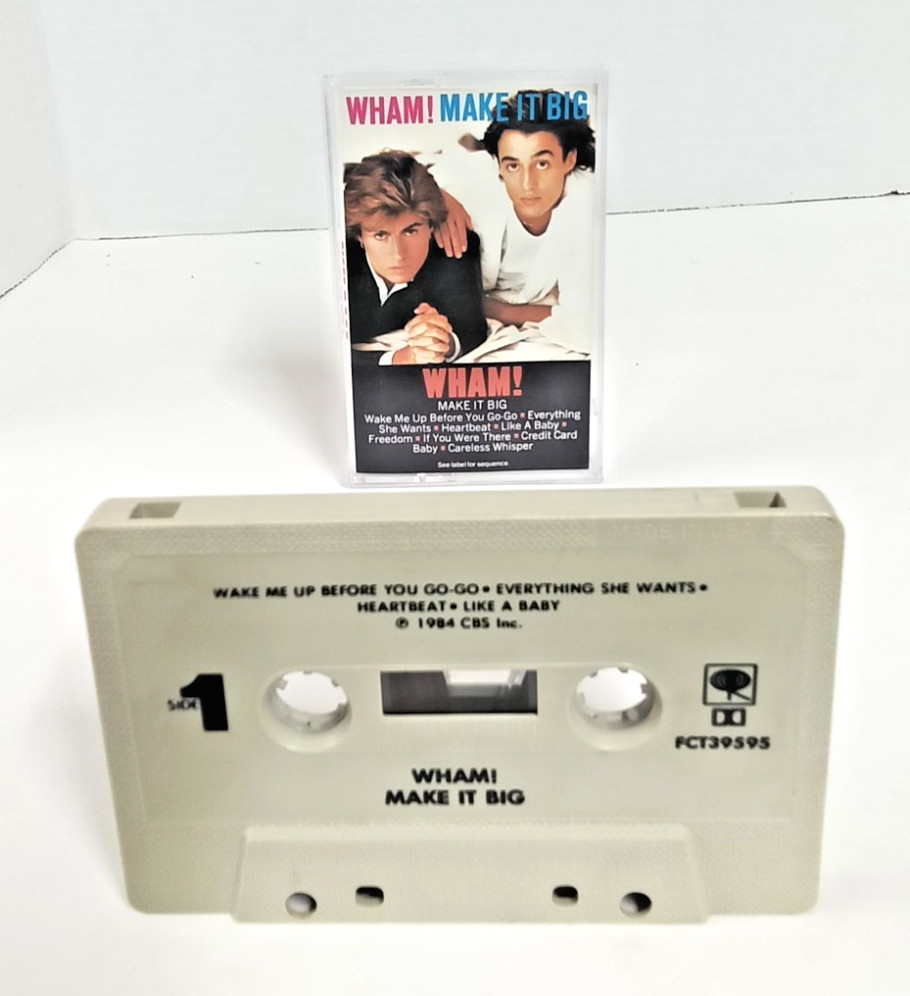 WHAM! MAKE IT BIG
WHAM!
MAKE IT BIG
Wake Me Up Before You Go-Go ▪ Everything
She Wants ▪ Heartbeat ▪ Like A Baby ▪
Freedom ▪ If You Were There ▪ Credit Card
Baby ▪ Careless Whisper
See label for sequence
WAKE ME UP BEFORE YOU GO-GO • EVERYTHING SHE WANTS •
HEARTBEAT • LIKE A BABY
℗ 1984 CBS Inc.
SIDE 1
FCT39595
WHAM!
MAKE IT BIG